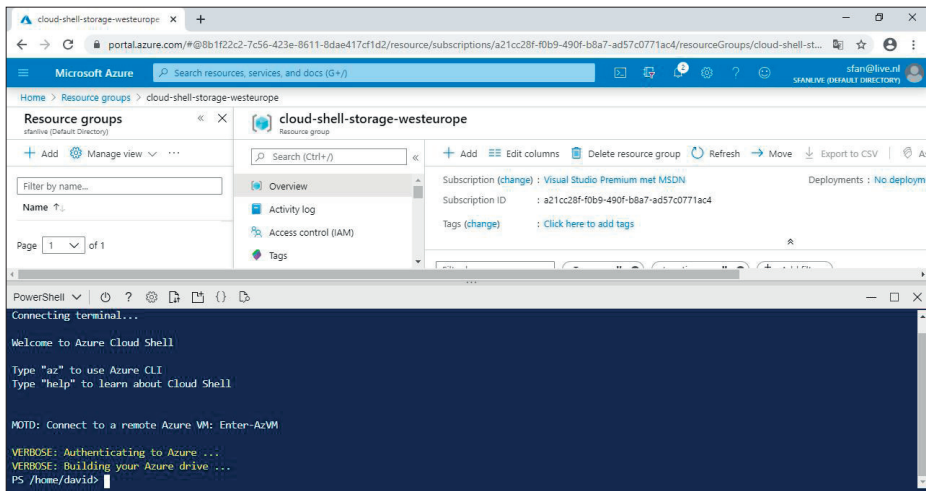 cloud-shell-storage-westeurope
portal.azure.com/#@8b1f22c2-7c56-423e-8611-8dae417cf1d2/resource/subscriptions/a21cc28f-f0b9-490f-b8a7-ad57c0771ac4/resourceGroups/cloud-shell-st...
Microsoft Azure
Search resources, services, and docs (G+/)
2
sfan@live.nl
SFANLIVE (DEFAULT DIRECTORY)
Home > Resource groups > cloud-shell-storage-westeurope
Resource groups
sfanlive (Default Directory)
cloud-shell-storage-westeurope
Resource group
Add Manage view ...
Search (Ctrl+/)
Add Edit columns Delete resource group Refresh Move Export to CSV
Filter by name...
Name
Page 1 of 1
Overview
Activity log
Access control (IAM)
Tags
Subscription (change) : Visual Studio Premium met MSDN
Deployments : No deploym
Subscription ID : a21cc28f-f0b9-490f-b8a7-ad57c0771ac4
Tags (change) : Click here to add tags
PowerShell ? {}
Connecting terminal...
Welcome to Azure Cloud Shell
Type "az" to use Azure CLI
Type "help" to learn about Cloud Shell
MOTD: Connect to a remote Azure VM: Enter-AzVM
VERBOSE: Authenticating to Azure ...
VERBOSE: Building your Azure drive ...
PS /home/david>